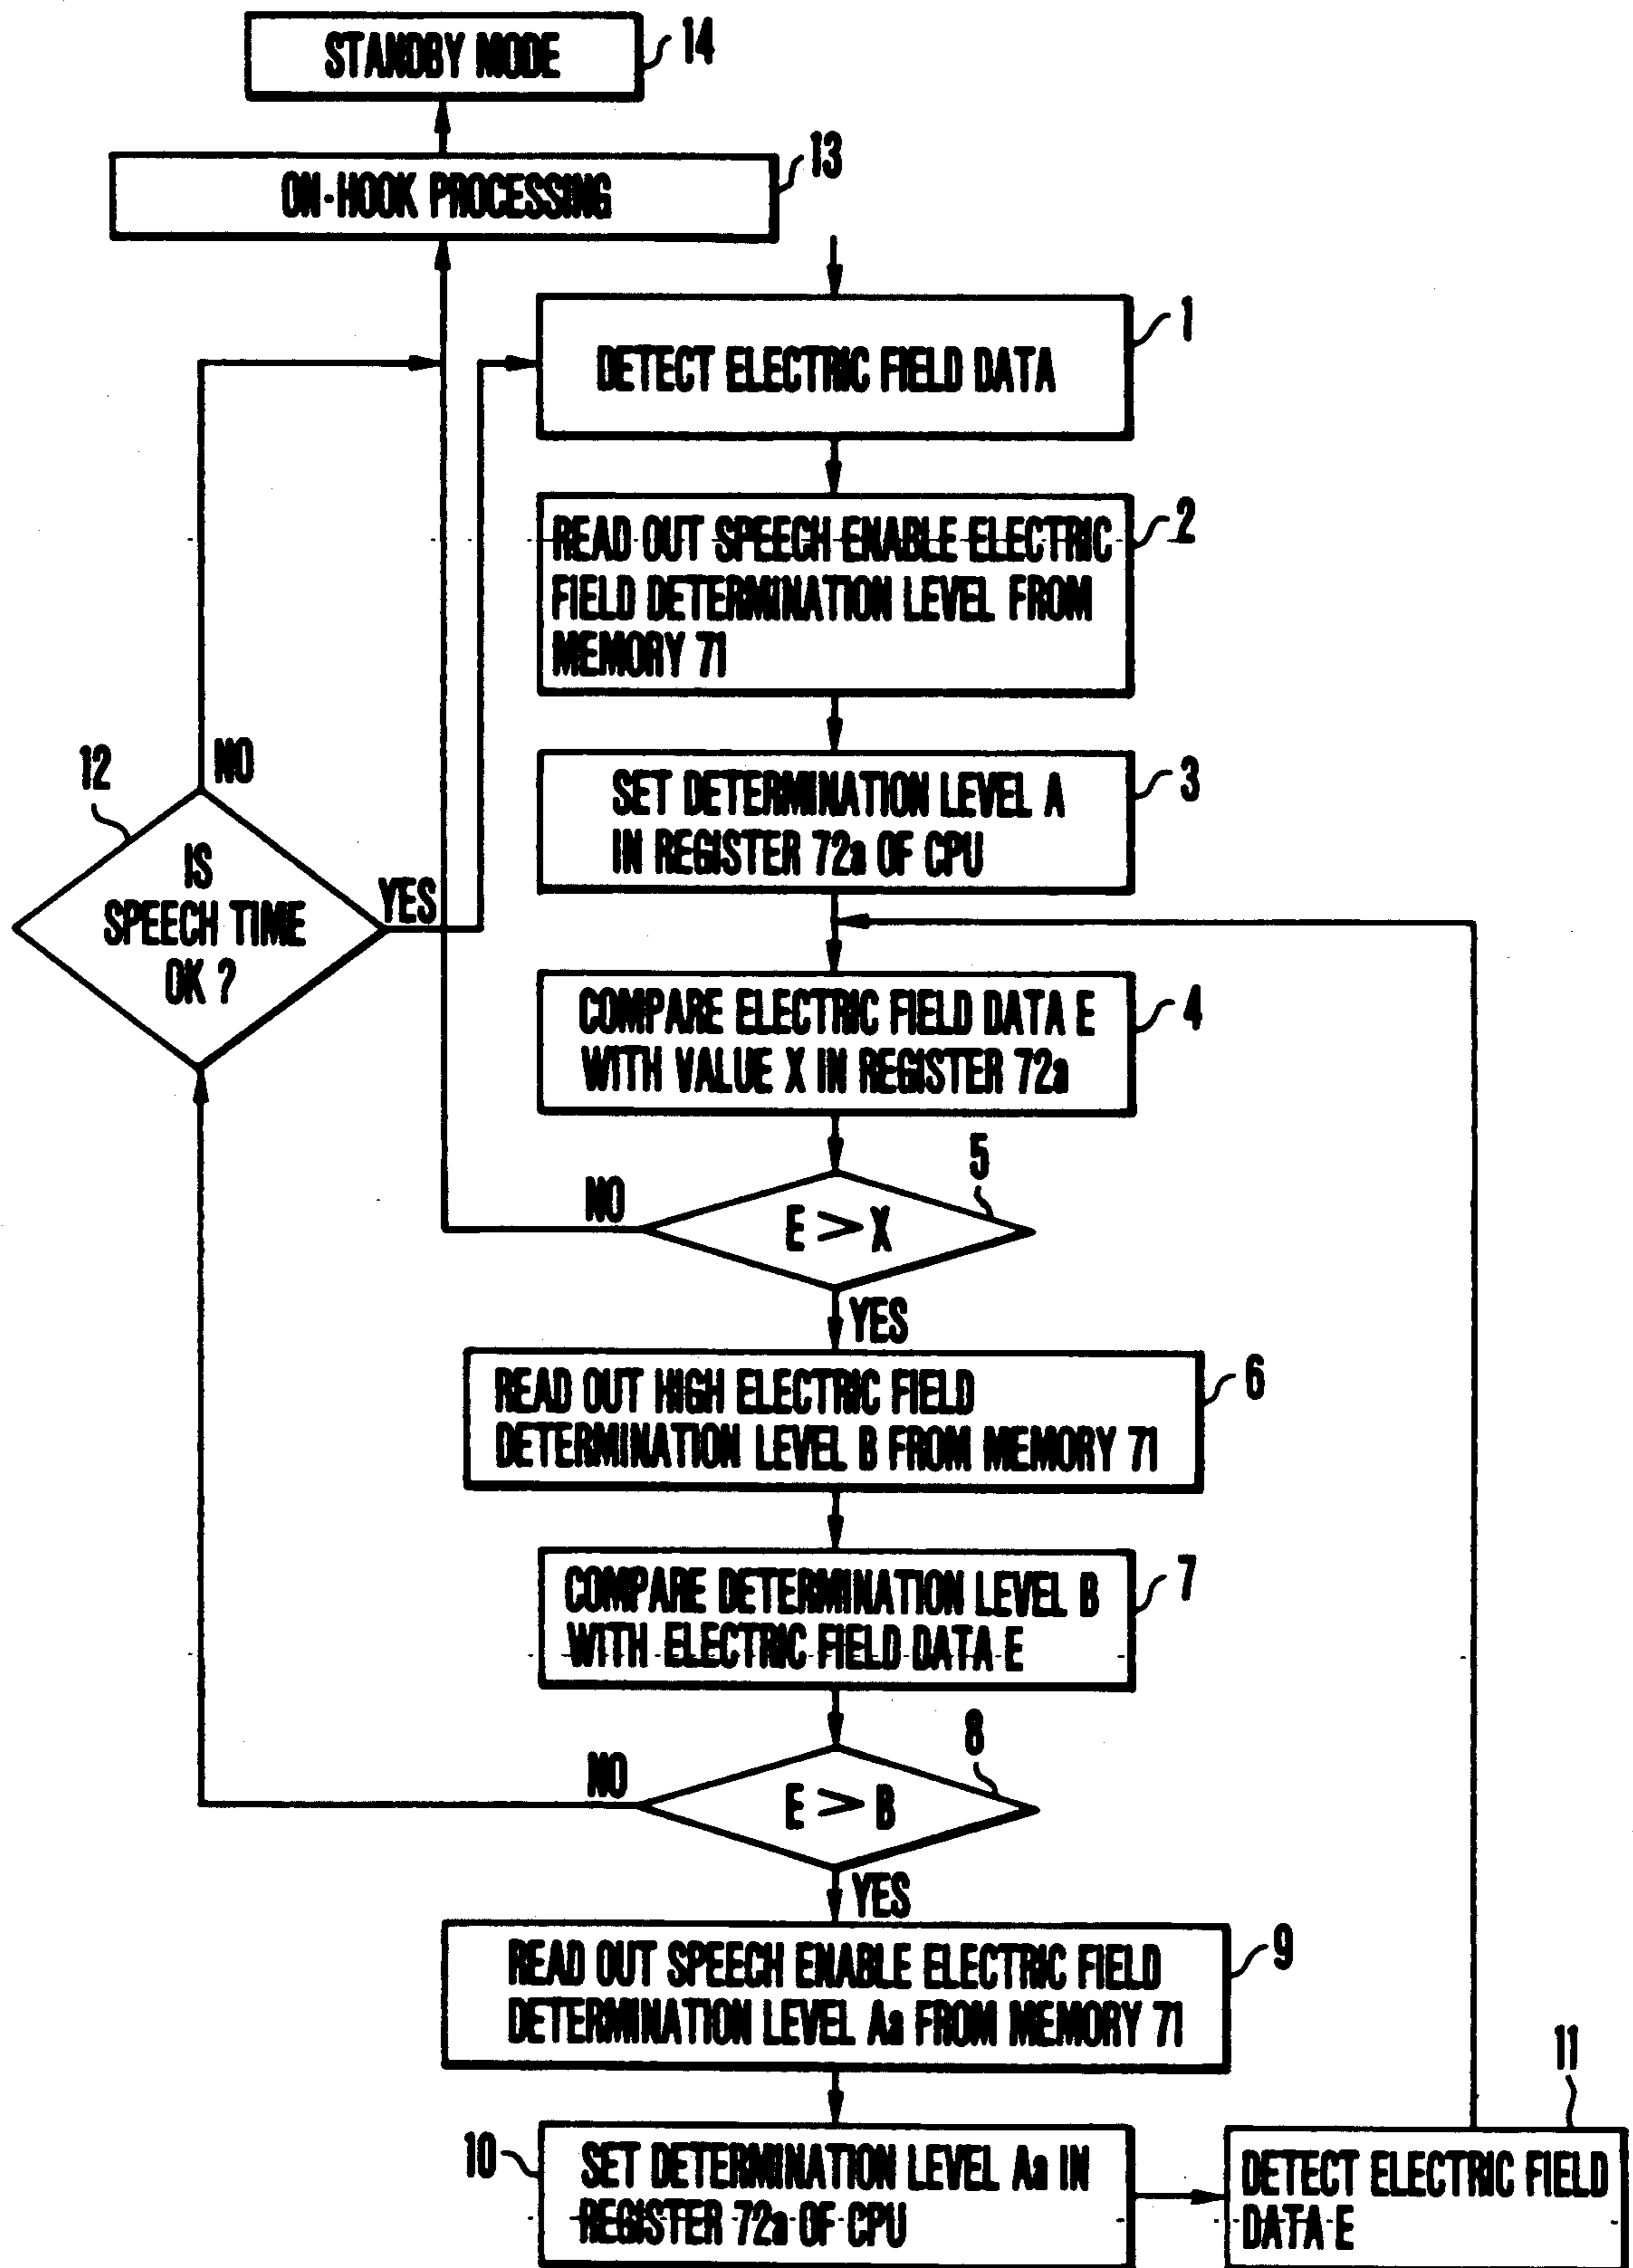 STANDBY MODE
14
ON-HOOK PROCESSING
13
DETECT ELECTRIC FIELD DATA
1
READ OUT SPEECH ENABLE ELECTRIC
FIELD DETERMINATION LEVEL FROM
MEMORY 71
2
SET DETERMINATION LEVEL A
IN REGISTER 72a OF CPU
3
12
NO
IS
SPEECH TIME
OK ?
YES
COMPARE ELECTRIC FIELD DATA E
WITH VALUE X IN REGISTER 72a
4
5
NO
E > X
YES
READ OUT HIGH ELECTRIC FIELD
DETERMINATION LEVEL B FROM MEMORY 71
6
COMPARE DETERMINATION LEVEL B
WITH ELECTRIC FIELD DATA E
7
8
NO
E > B
YES
READ OUT SPEECH ENABLE ELECTRIC FIELD
DETERMINATION LEVEL Aa FROM MEMORY 71
9
10
SET DETERMINATION LEVEL Aa IN
REGISTER 72a OF CPU
11
DETECT ELECTRIC FIELD
DATA E